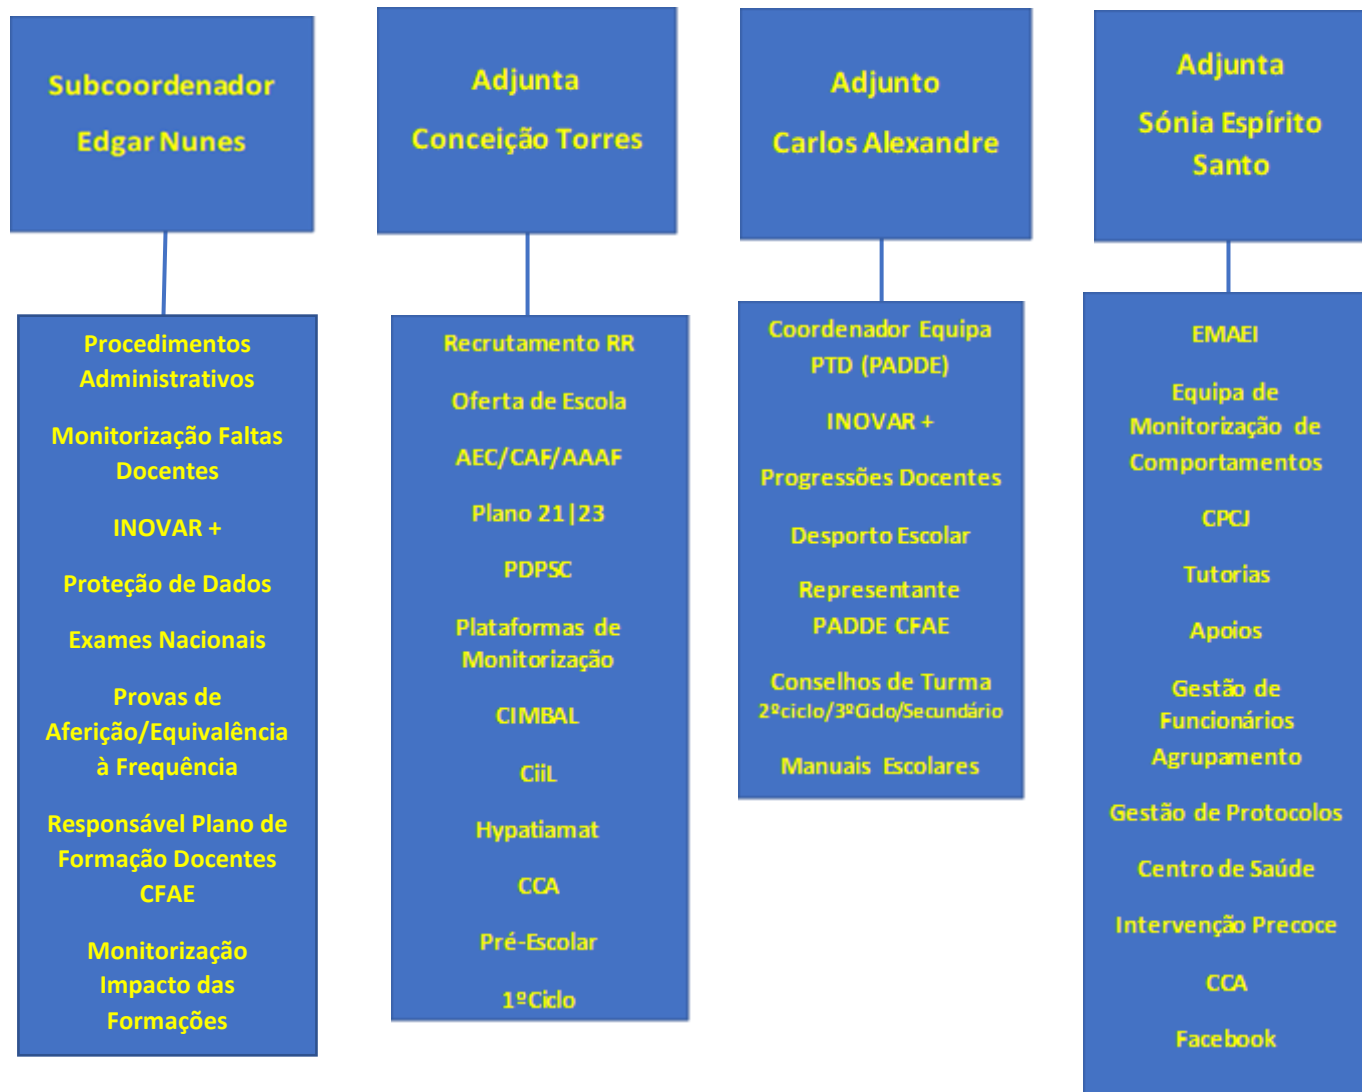 Subcoordenador
Edgar Nunes
Procedimentos
Administrativos
Monitorização Faltas
Docentes
INOVAR +
Proteção de Dados
Exames Nacionais
Provas de
Aferição/Equivalência
à Frequência
Responsável Plano de
Formação Docentes
CFAE
Monitorização
Impacto das
Formações
Adjunta
Conceição Torres
Recrutamento RR
Oferta de Escola
AEC/CAF/AAAF
Plano 21|23
PDPSC
Plataformas de
Monitorização
CIMBAL
CiiL
Hypatiamat
CCA
Pré-Escolar
1ºCiclo
Adjunto
Carlos Alexandre
Coordenador Equipa
PTD (PADDE)
INOVAR +
Progressões Docentes
Desporto Escolar
Representante
PADDE CFAE
Conselhos de Turma
2ºciclo/3ºCiclo/Secundário
Manuais Escolares
Adjunta
Sónia Espírito
Santo
EMAEI
Equipa de
Monitorização de
Comportamentos
CPCJ
Tutorias
Apoios
Gestão de
Funcionários
Agrupamento
Gestão de Protocolos
Centro de Saúde
Intervenção Precoce
CCA
Facebook